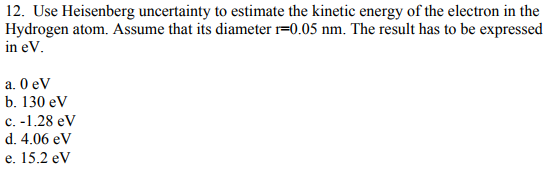 12. Use Heisenberg uncertainty to estimate the kinetic energy of the electron in the
Hydrogen atom. Assume that its diameter r=0.05 nm. The result has to be expressed
in eV.
a. 0 eV
b. 130 eV
c. -1.28 eV
d. 4.06 eV
e. 15.2 eV